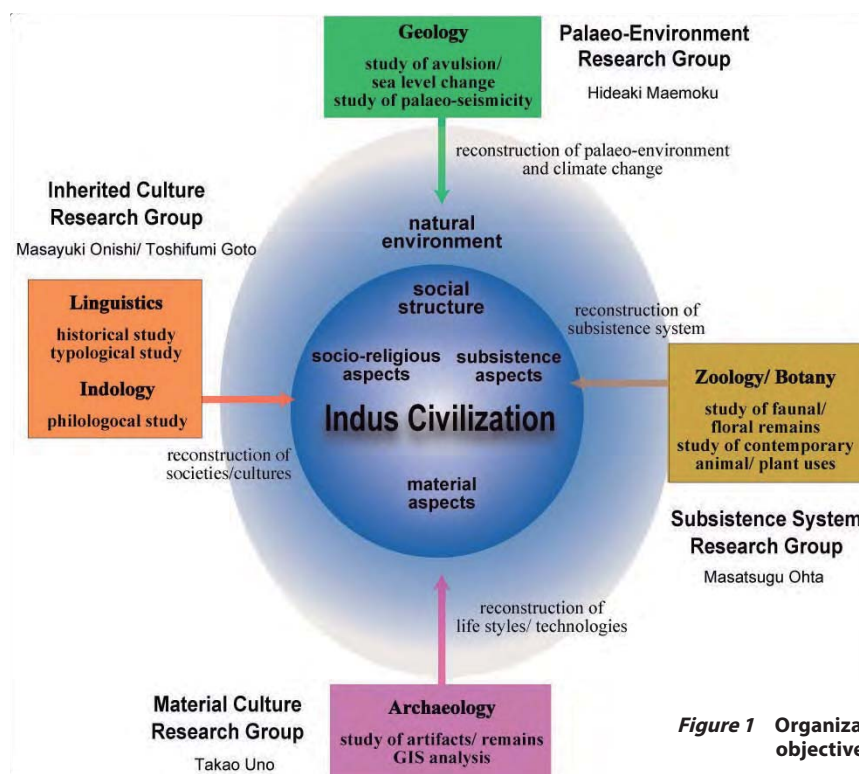 Geology
study of avulsion/
sea level change
study of palaeo-seismicity
Palaeo-Environment
Research Group
Hideaki Maemoku
reconstruction of palaeo-environment
and climate change
Inherited Culture
Research Group
Masayuki Onishi/ Toshifumi Goto
natural
environment
Linguistics
historical study
typological study
Indology
philologocal study
social
structure
reconstruction of
subsistence system
socio-religious
aspects
subsistence
aspects
Zoology/ Botany
study of faunal/
floral remains
study of contemporary
animal/ plant uses
Indus Civilization
reconstruction of
societies/cultures
material
aspects
Subsistence System
Research Group
Masatsugu Ohta
reconstruction of
life styles/ technologies
Material Culture
Research Group
Takao Uno
Archaeology
study of artifacts/ remains
GIS analysis
Figure 1 Organiza
objective